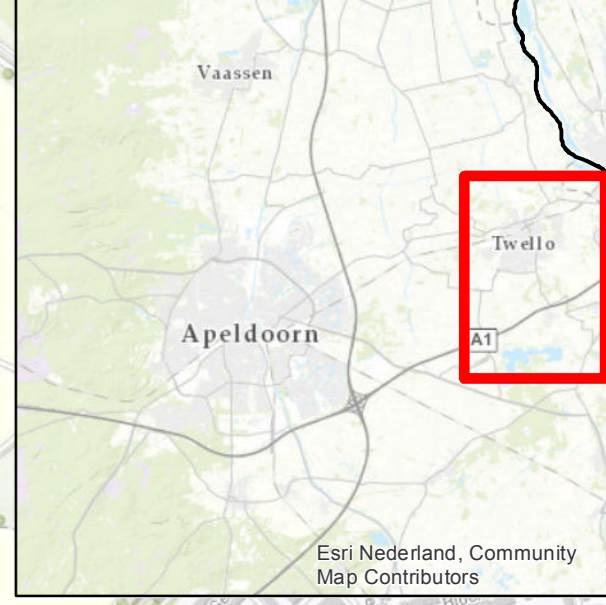 Vaassen
Twello
Apeldoorn
A1
Esri Nederland, Community
Map Contributors